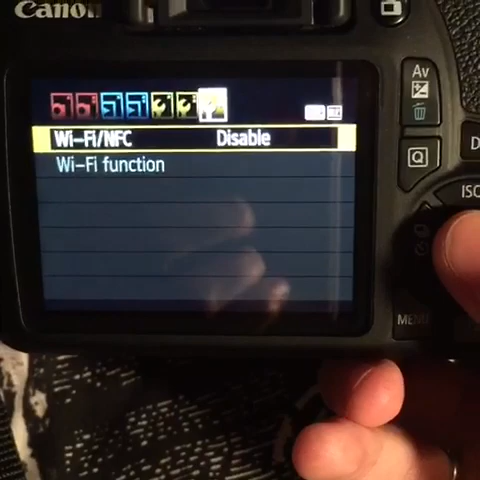 Canon
Av
Wi-Fi/NFC Disable
Q
Wi-Fi function
D
ISO
MENU